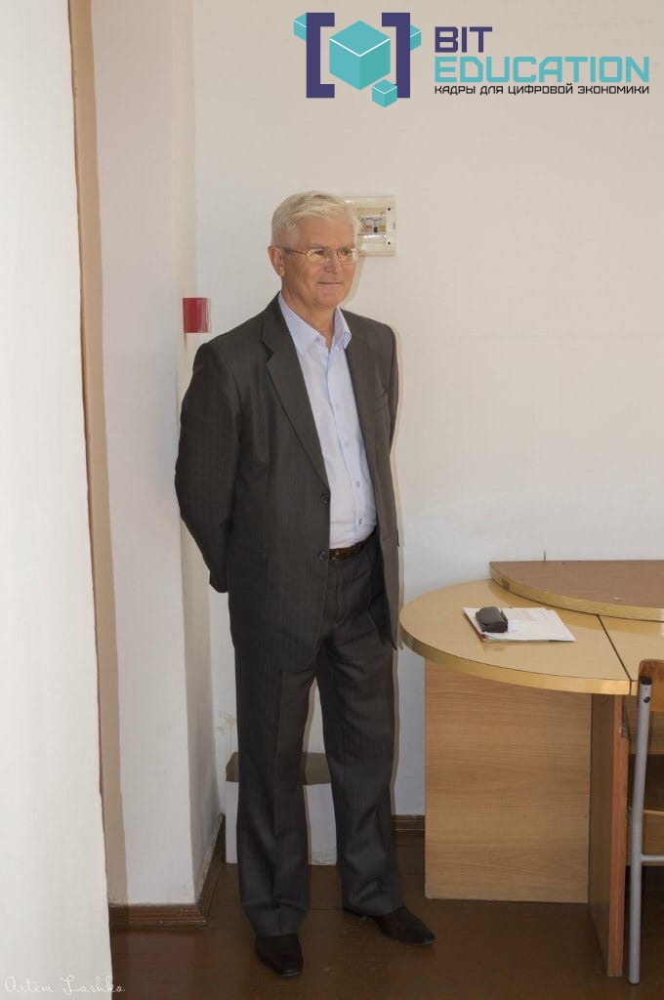 BIT
EDUCATION
КАДРЫ ДЛЯ ЦИФРОВОЙ ЭКОНОМИКИ
Artem Lashko